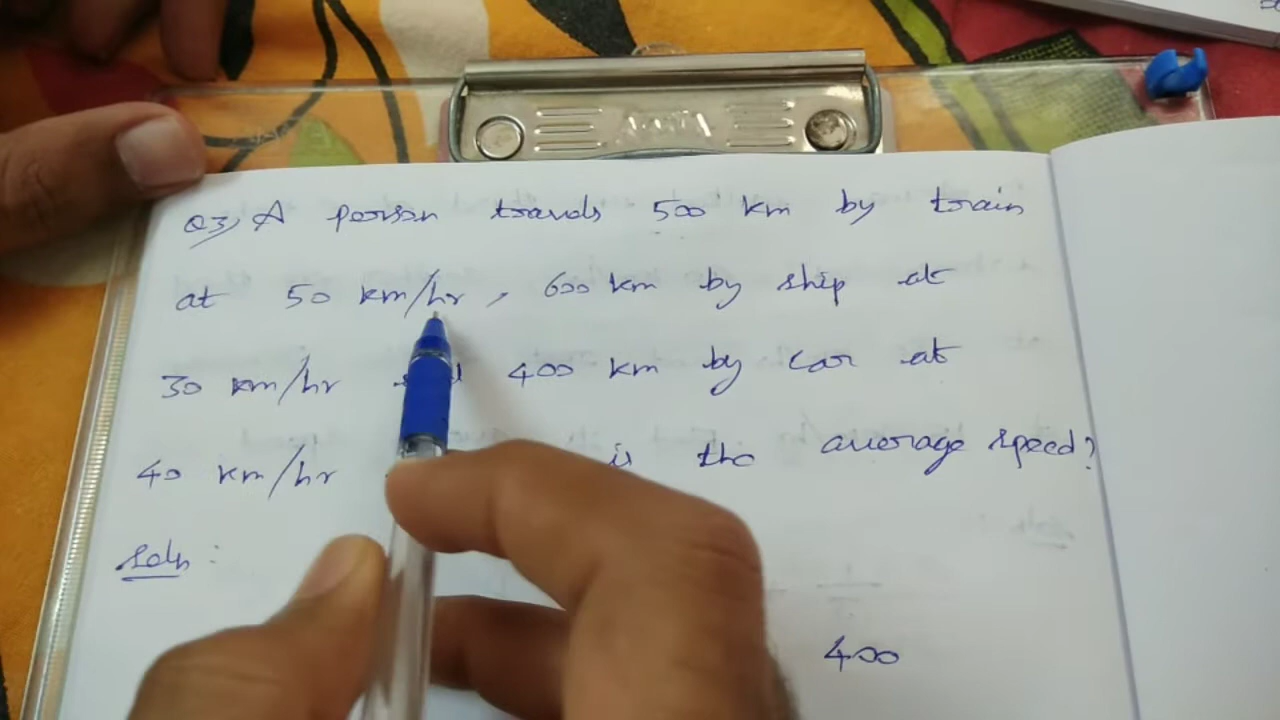 Q3, A person travels 500 km by train
at 50 km/hr, 600 km by ship at
30 km/hr 400 km by car at
40 km/hr is the average speed?
Soln :
400